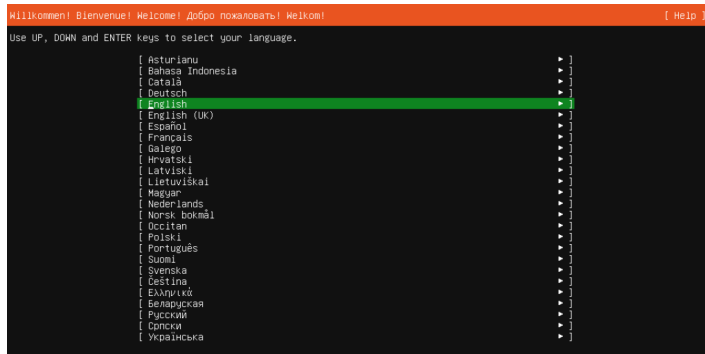 Willkommen! Bienvenue! Welcome! Добро пожаловать! Welkom! [ Help ]
Use UP, DOWN and ENTER keys to select your language.
[ Asturianu ► ]
[ Bahasa Indonesia ► ]
[ Català ► ]
[ Deutsch ► ]
[ English ► ]
[ English (UK) ► ]
[ Español ► ]
[ Français ► ]
[ Galego ► ]
[ Hrvatski ► ]
[ Latviski ► ]
[ Lietuviškai ► ]
[ Magyar ► ]
[ Nederlands ► ]
[ Norsk bokmål ► ]
[ Occitan ► ]
[ Polski ► ]
[ Português ► ]
[ Suomi ► ]
[ Svenska ► ]
[ Čeština ► ]
[ Ελληνικά ► ]
[ Беларуская ► ]
[ Русский ► ]
[ Српски ► ]
[ Українська ► ]